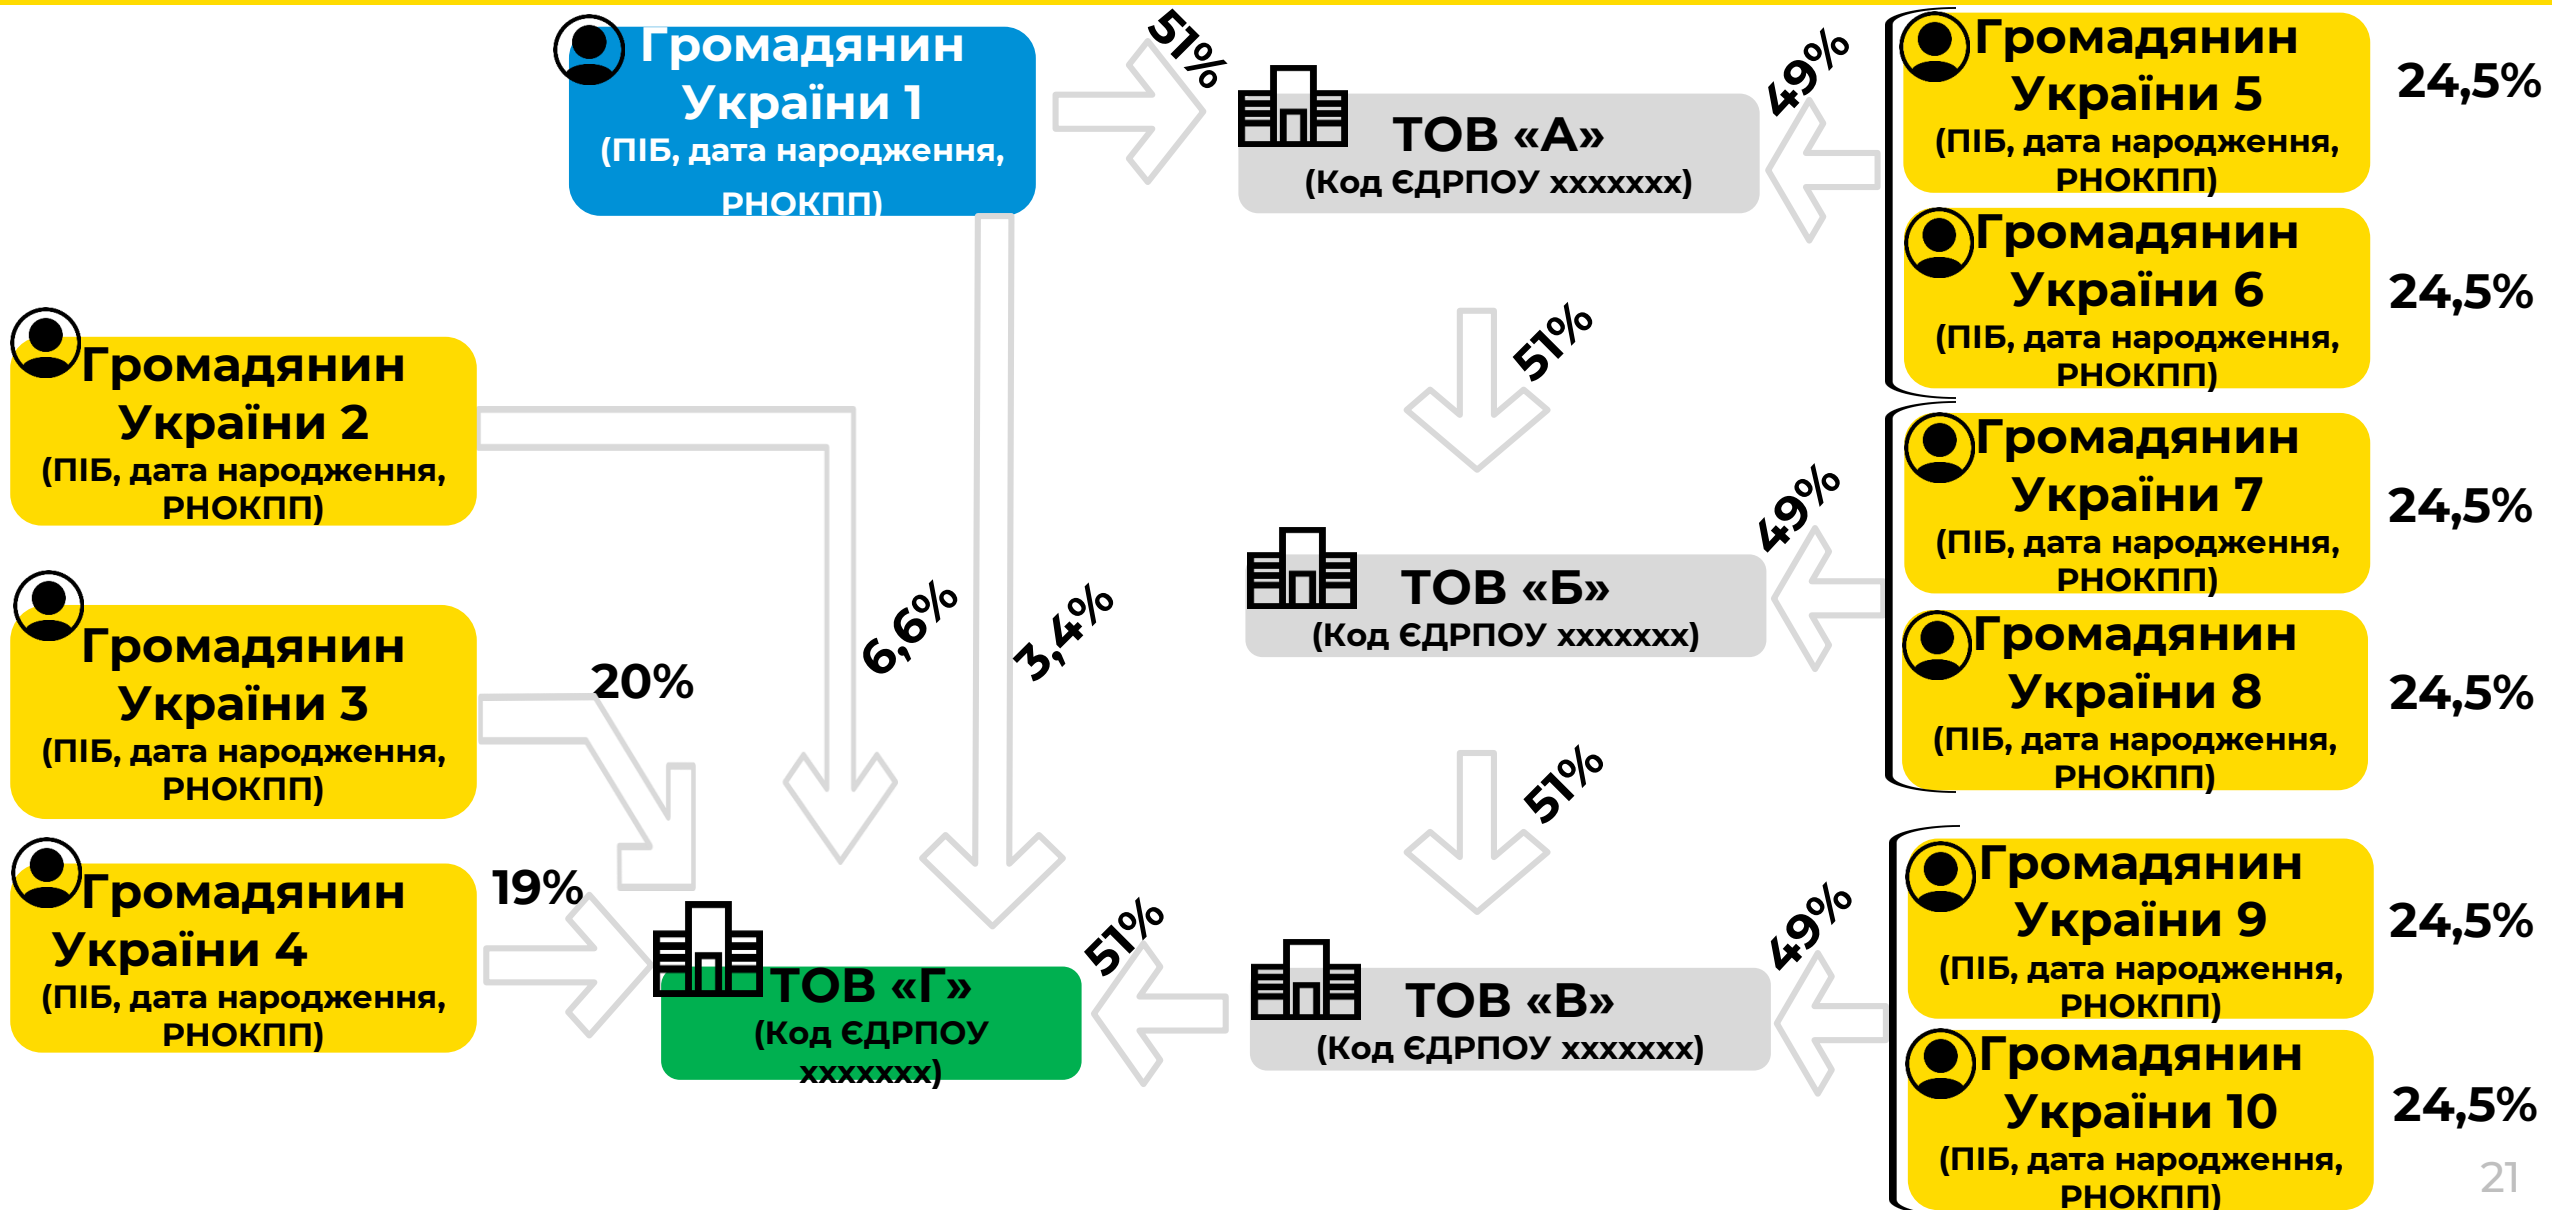 Громадянин
України 1
(ПІБ, дата народження,
РНОКПП)
51%
ТОВ «А»
(Код ЄДРПОУ xxxxxxx)
49%
Громадянин
України 5
(ПІБ, дата народження,
РНОКПП)
24,5%
Громадянин
України 6
(ПІБ, дата народження,
РНОКПП)
24,5%
51%
Громадянин
України 2
(ПІБ, дата народження,
РНОКПП)
6,6%
3,4%
ТОВ «Б»
(Код ЄДРПОУ xxxxxxx)
49%
Громадянин
України 7
(ПІБ, дата народження,
РНОКПП)
24,5%
Громадянин
України 8
(ПІБ, дата народження,
РНОКПП)
24,5%
Громадянин
України 3
(ПІБ, дата народження,
РНОКПП)
20%
51%
Громадянин
України 4
(ПІБ, дата народження,
РНОКПП)
19%
ТОВ «Г»
(Код ЄДРПОУ
xxxxxxx)
51%
ТОВ «В»
(Код ЄДРПОУ xxxxxxx)
49%
Громадянин
України 9
(ПІБ, дата народження,
РНОКПП)
24,5%
Громадянин
України 10
(ПІБ, дата народження,
РНОКПП)
24,5%
21